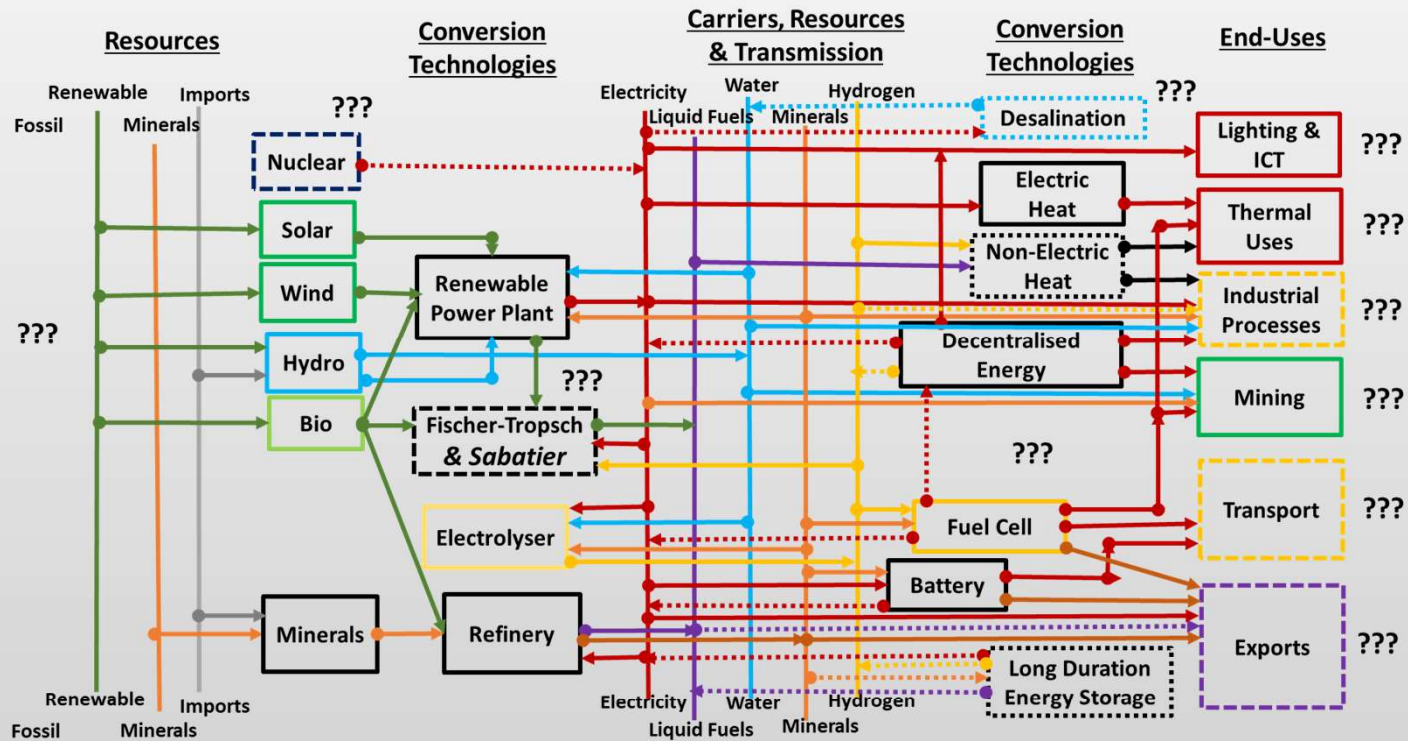 Resources
Conversion
Technologies
Carriers, Resources
& Transmission
Conversion
Technologies
End-Uses
Renewable
Imports
Fossil
Minerals
???
Electricity
Water
Hydrogen
Liquid Fuels
Minerals
???
Nuclear
Desalination
Lighting &
ICT
???
Electric
Heat
Solar
Thermal
Uses
???
Non-Electric
Heat
Wind
Renewable
Power Plant
Industrial
Processes
???
???
Hydro
Decentralised
Energy
???
Bio
Fischer-Tropsch
& Sabatier
Mining
???
???
Electrolyser
Fuel Cell
Transport
???
Battery
Minerals
Refinery
Exports
???
Long Duration
Energy Storage
Renewable
Imports
Fossil
Minerals
Electricity
Water
Hydrogen
Liquid Fuels
Minerals